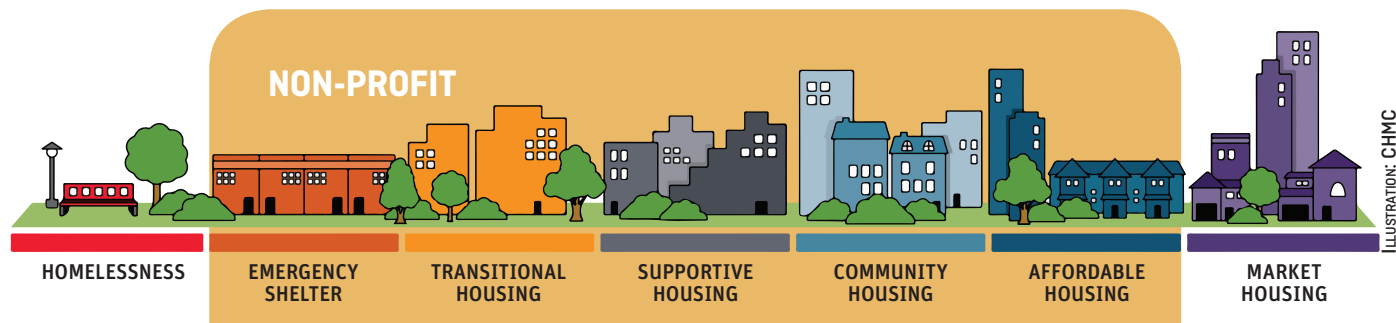 NON-PROFIT
HOMELESSNESS
EMERGENCY
SHELTER
TRANSITIONAL
HOUSING
SUPPORTIVE
HOUSING
COMMUNITY
HOUSING
AFFORDABLE
HOUSING
MARKET
HOUSING
ILLUSTRATION: CHMC